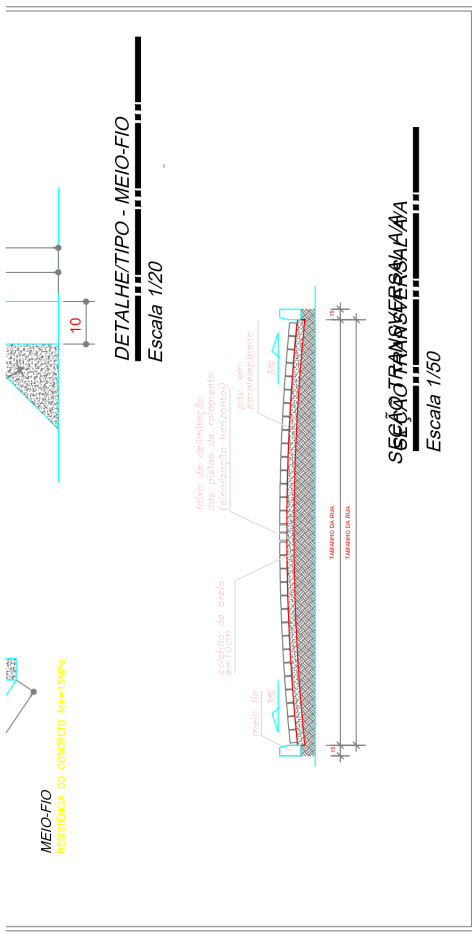 10
DETALHE/TIPO - MEIO-FIO
Escala 1/20
MEIO-FIO
RESISTÊNCIA DO CONCRETO fck=15MPa
faixa de delimitação
das pistas de rolamento
(sinalização horizontal)
pav. em
paralelepípedo
3%
colchão de areia
e=10cm
meio fio
3%
15
TAMANHO DA RUA
TAMANHO DA RUA
15
SEÇÃO TRANSVERSAL A/A
SEÇÃO TRANSVERSAL A/A
Escala 1/50